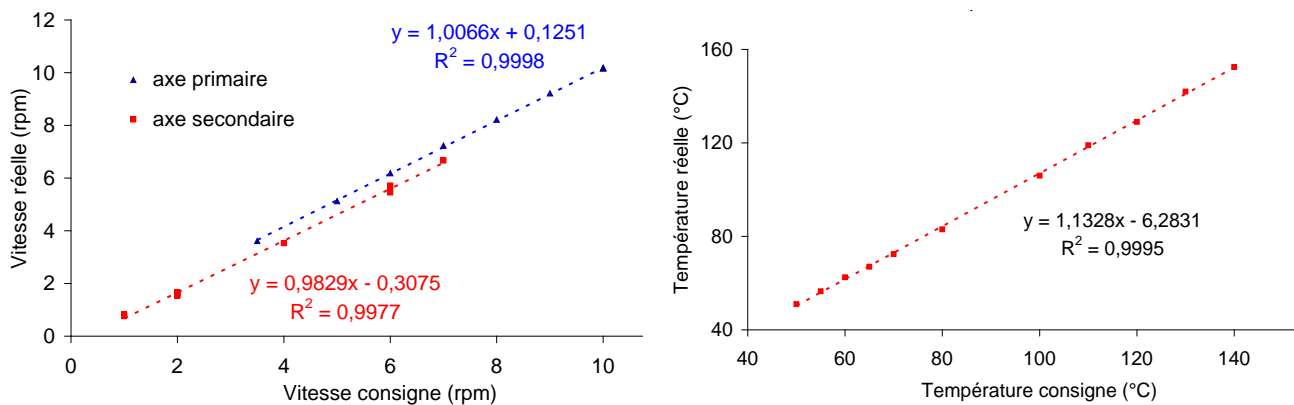 12
10
8
6
4
2
0
0
2
4
6
8
10
Vitesse réelle (rpm)
Vitesse consigne (rpm)
y = 1,0066x + 0,1251
R² = 0,9998
axe primaire
axe secondaire
y = 0,9829x - 0,3075
R² = 0,9977
160
120
80
40
40
60
80
100
120
140
Température réelle (°C)
Température consigne (°C)
y = 1,1328x - 6,2831
R² = 0,9995